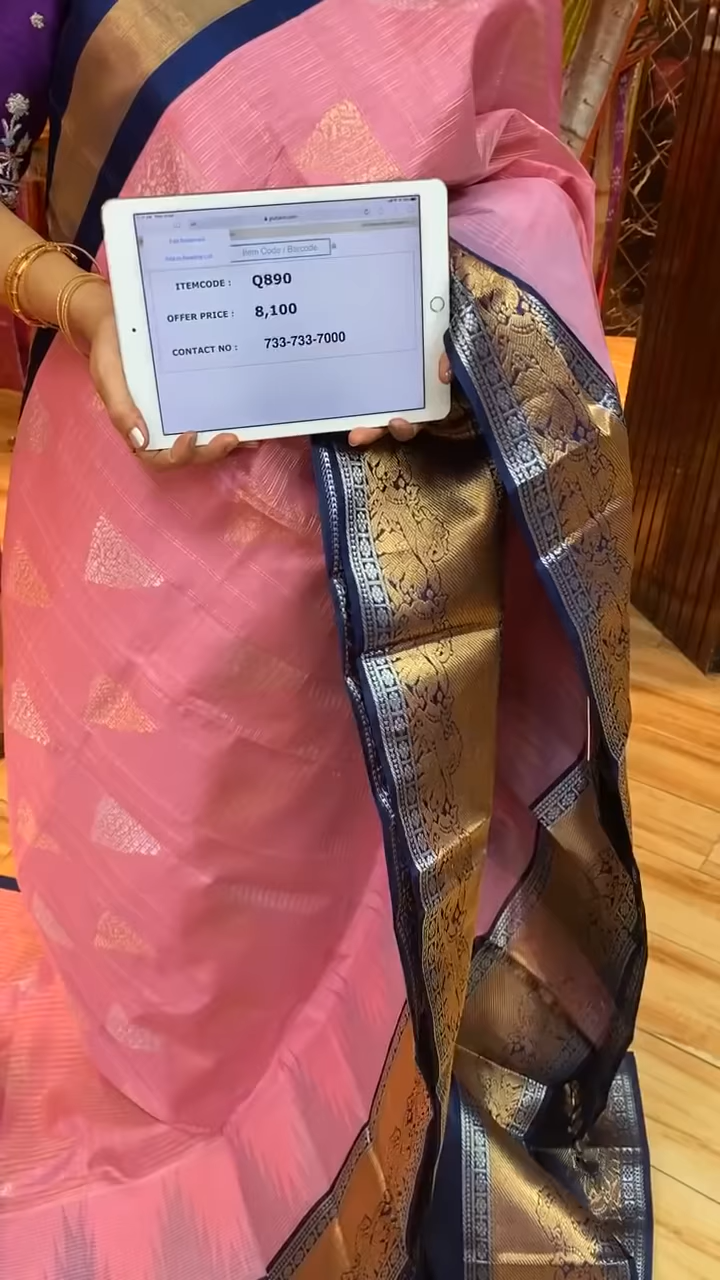 Item Code / Barcode
ITEMCODE : Q890
OFFER PRICE : 8,100
CONTACT NO : 733-733-7000